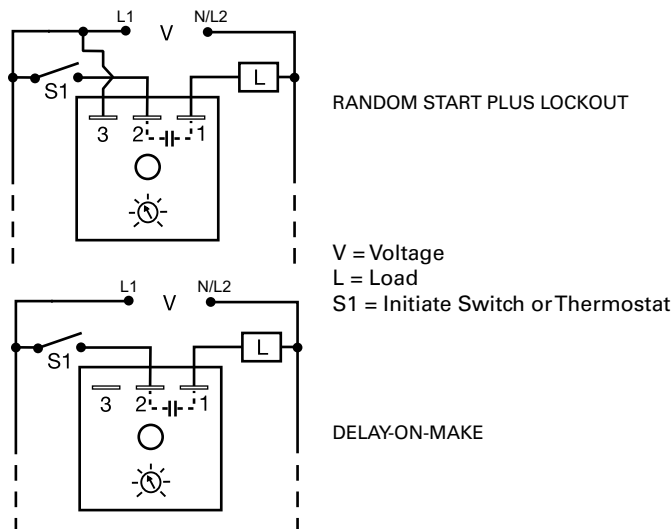 L1 V N/L2
S1 L
3 2 1
RANDOM START PLUS LOCKOUT
V = Voltage
L = Load
S1 = Initiate Switch or Thermostat
L1 V N/L2
S1 L
3 2 1
DELAY-ON-MAKE